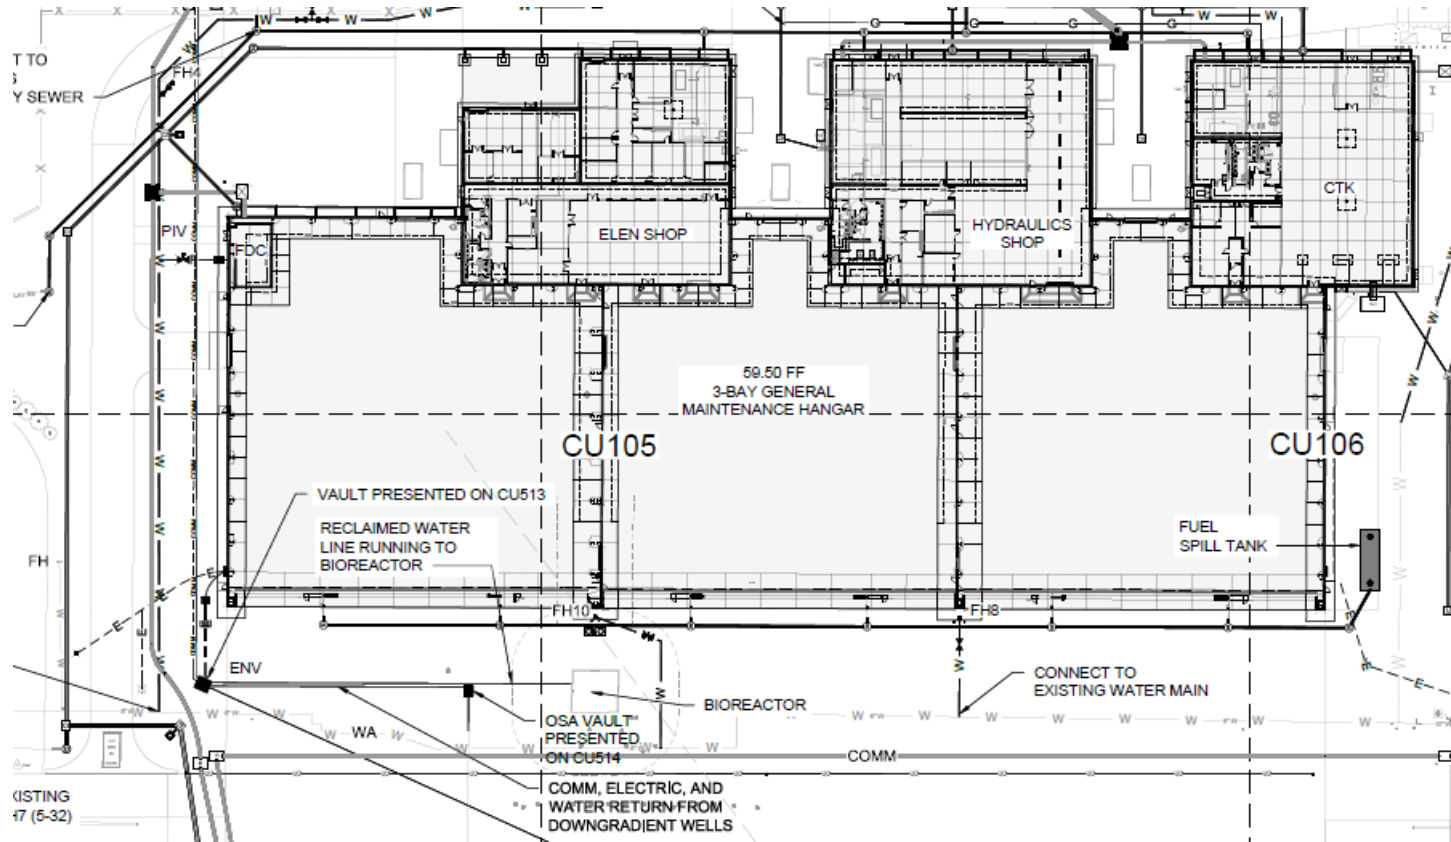 T TO
S
Y SEWER
FH4
PIV
FDC
ELEN SHOP
HYDRAULICS
SHOP
CTK
59.50 FF
3-BAY GENERAL
MAINTENANCE HANGAR
CU105
CU106
VAULT PRESENTED ON CU513
RECLAIMED WATER
LINE RUNNING TO
BIOREACTOR
FUEL
SPILL TANK
FH
FH10
FH8
ENV
CONNECT TO
EXISTING WATER MAIN
BIOREACTOR
OSA VAULT
PRESENTED
ON CU514
WA
COMM
COMM, ELECTRIC, AND
WATER RETURN FROM
DOWNGRADIENT WELLS
XISTING
H7 (5-32)